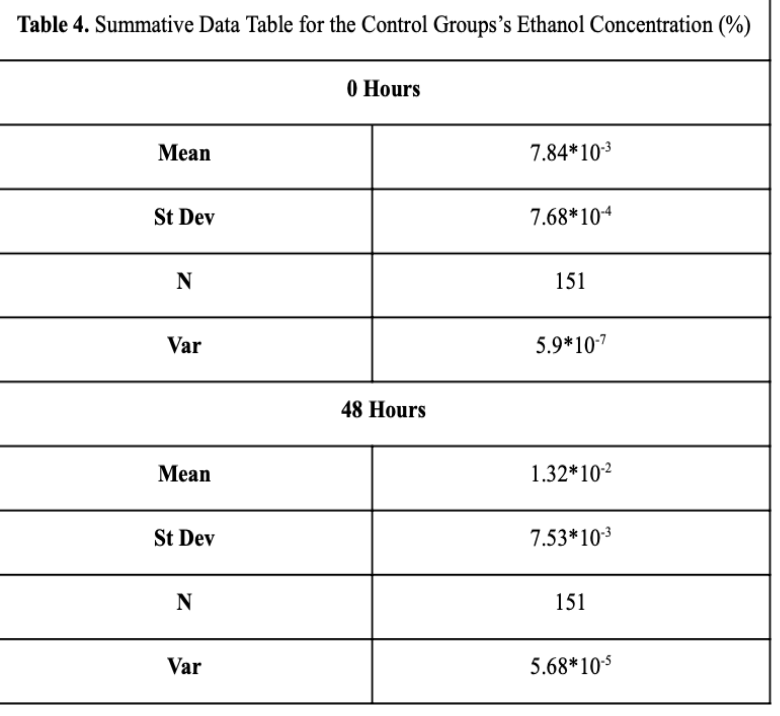 Table 4. Summative Data Table for the Control Groups's Ethanol Concentration (%)
0 Hours
Mean 7.84*10⁻³
St Dev 7.68*10⁻⁴
N 151
Var 5.9*10⁻⁷
48 Hours
Mean 1.32*10⁻²
St Dev 7.53*10⁻³
N 151
Var 5.68*10⁻⁵